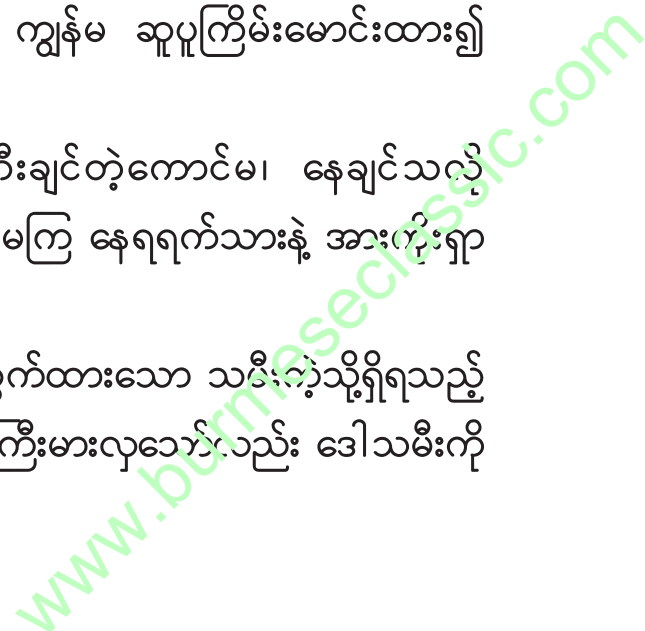 ကျွန်မ ဆူပူကြိမ်းမောင်းထား၍
ီးချင်တဲ့ကောင်မ၊ နေချင်သလို
မကြ နေရရက်သားနဲ့ အားကိုးရှာ
က်ထားသော သမီးကဲ့သို့ရှိရသည့်
ကြီးမားလှသော်လည်း ဒေါသမီးကို
www.burmeseclassic.com